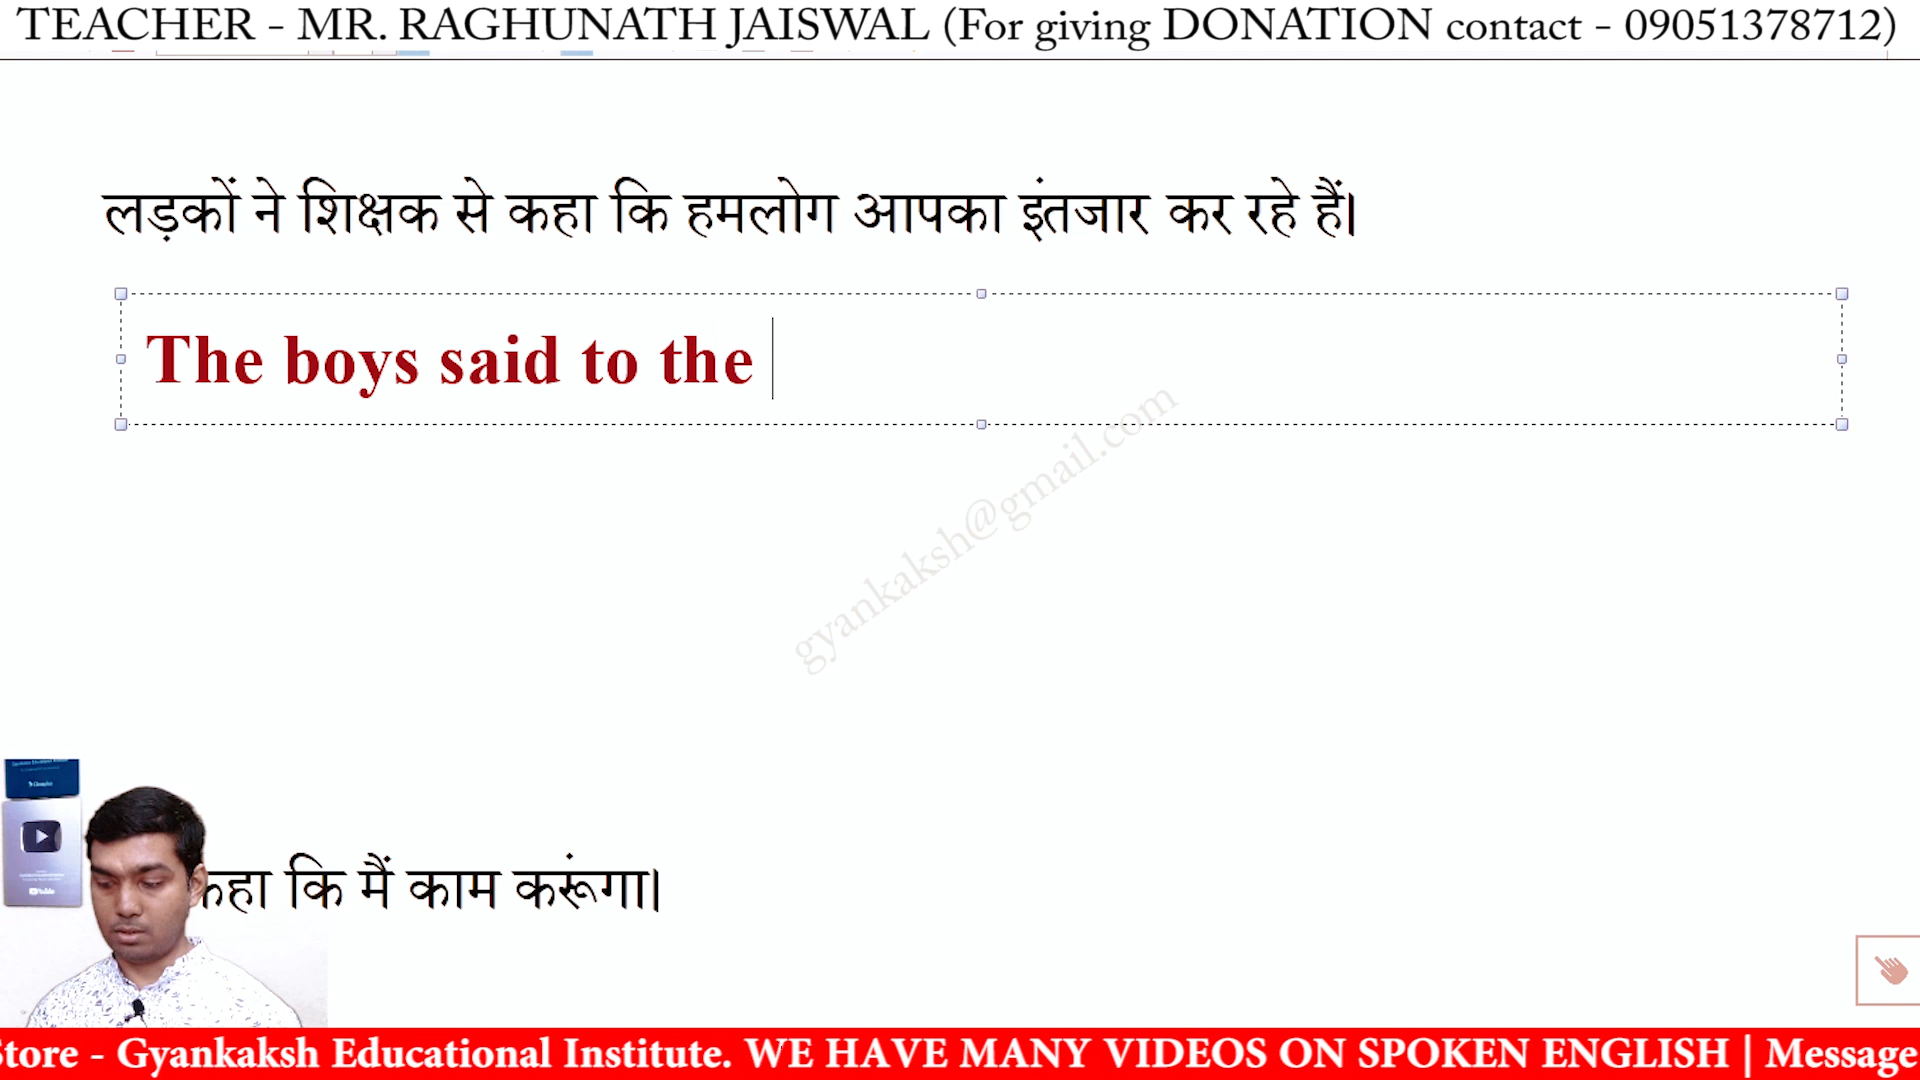 TEACHER - MR. RAGHUNATH JAISWAL (For giving DONATION contact - 09051378712)
लड़कों ने शिक्षक से कहा कि हमलोग आपका इंतजार कर रहे हैं।
The boys said to the
gyankaksh@gmail.com
कहा कि मैं काम करूंगा।
YouTube
Store - Gyankaksh Educational Institute. WE HAVE MANY VIDEOS ON SPOKEN ENGLISH | Message